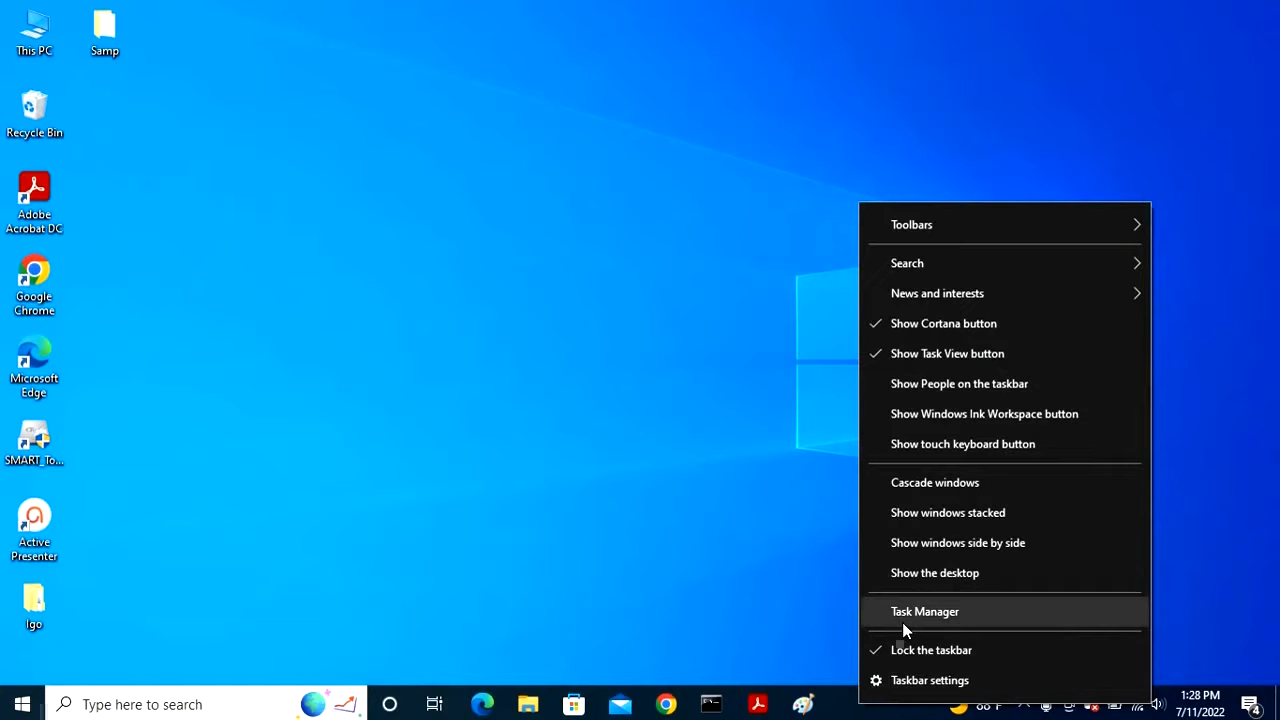 This PC
Samp
Recycle Bin
Adobe
Acrobat DC
Google
Chrome
Microsoft
Edge
SMART_To...
Active
Presenter
Igo
Toolbars
Search
News and interests
Show Cortana button
Show Task View button
Show People on the taskbar
Show Windows Ink Workspace button
Show touch keyboard button
Cascade windows
Show windows stacked
Show windows side by side
Show the desktop
Task Manager
Lock the taskbar
Taskbar settings
Type here to search
1:28 PM
7/11/2022
4